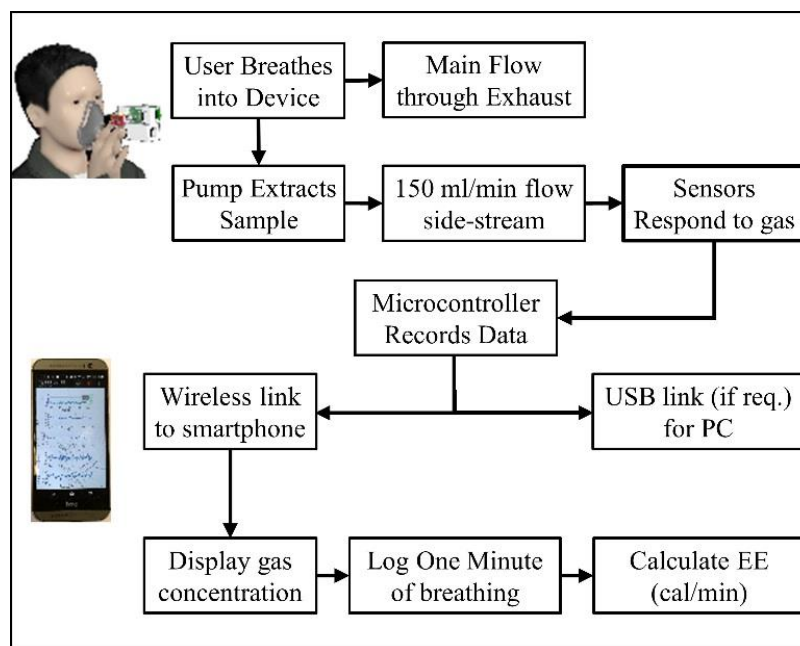 User Breathes
into Device
Main Flow
through Exhaust
Pump Extracts
Sample
150 ml/min flow
side-stream
Sensors
Respond to gas
Microcontroller
Records Data
Wireless link
to smartphone
USB link (if req.)
for PC
Display gas
concentration
Log One Minute
of breathing
Calculate EE
(cal/min)